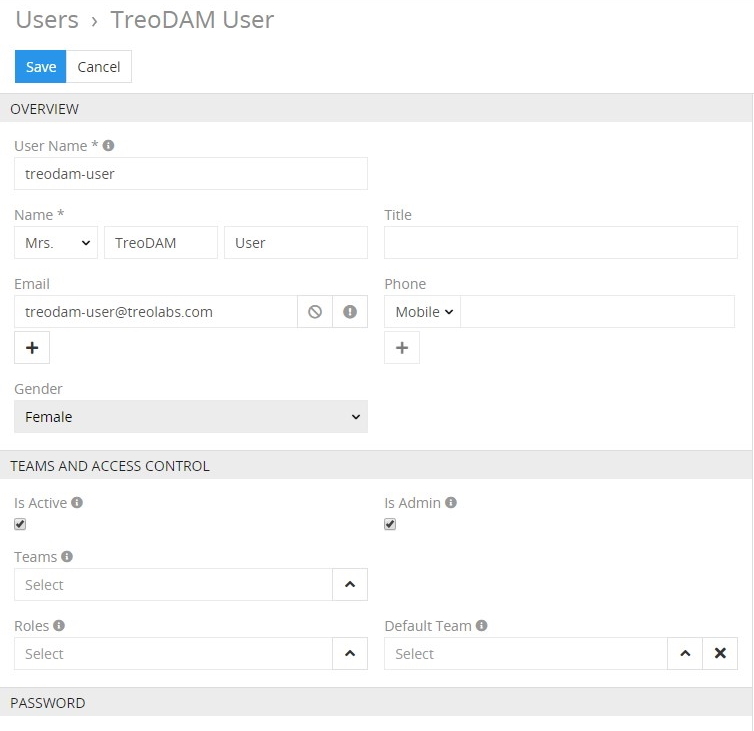 Users › TreoDAM User
Save Cancel
OVERVIEW
User Name *
treodam-user
Name * Title
Mrs. TreoDAM User
Email Phone
treodam-user@treolabs.com Mobile
Gender
Female
TEAMS AND ACCESS CONTROL
Is Active Is Admin
Teams
Select
Roles Default Team
Select Select
PASSWORD